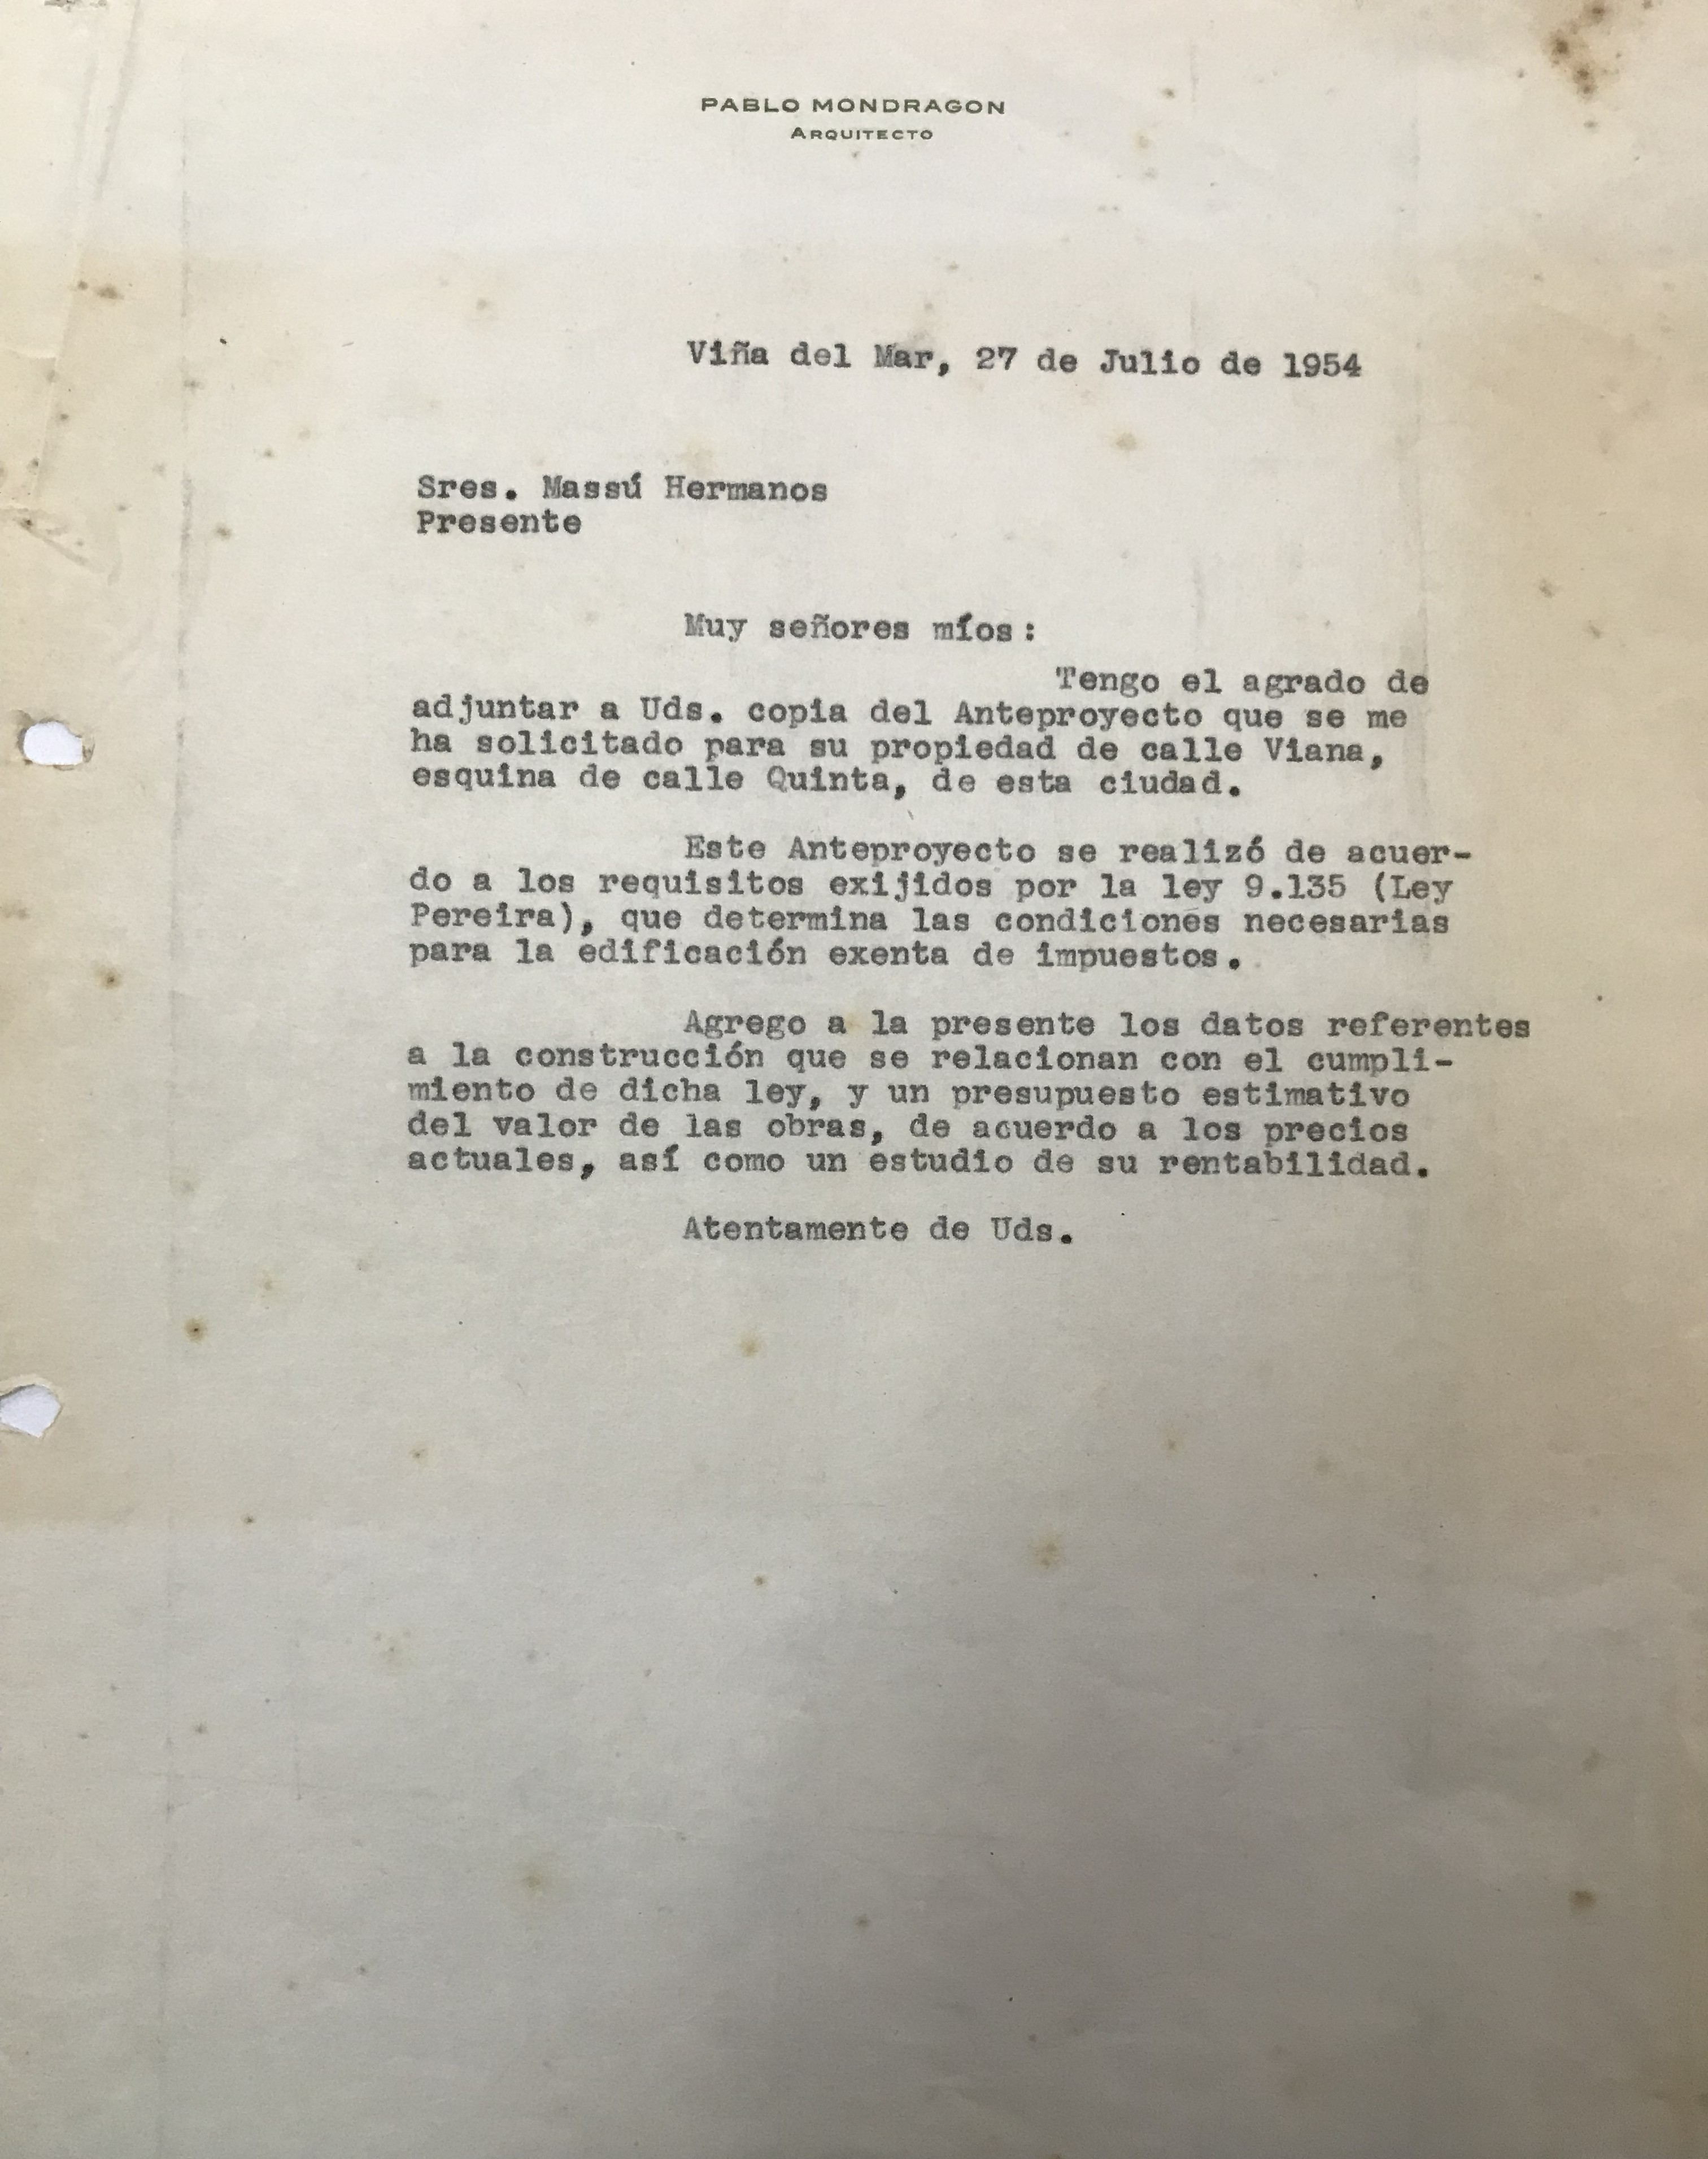 PABLO MONDRAGON
ARQUITECTO
Viña del Mar, 27 de Julio de 1954
Sres. Massú Hermanos
Presente
Muy señores míos:
Tengo el agrado de
adjuntar a Uds. copia del Anteproyecto que se me
ha solicitado para su propiedad de calle Viana,
esquina de calle Quinta, de esta ciudad.
Este Anteproyecto se realizó de acuer-
do a los requisitos exijidos por la ley 9.135 (Ley
Pereira), que determina las condiciones necesarias
para la edificación exenta de impuestos.
Agrego a la presente los datos referentes
a la construcción que se relacionan con el cumpli-
miento de dicha ley, y un presupuesto estimativo
del valor de las obras, de acuerdo a los precios
actuales, así como un estudio de su rentabilidad.
Atentamente de Uds.